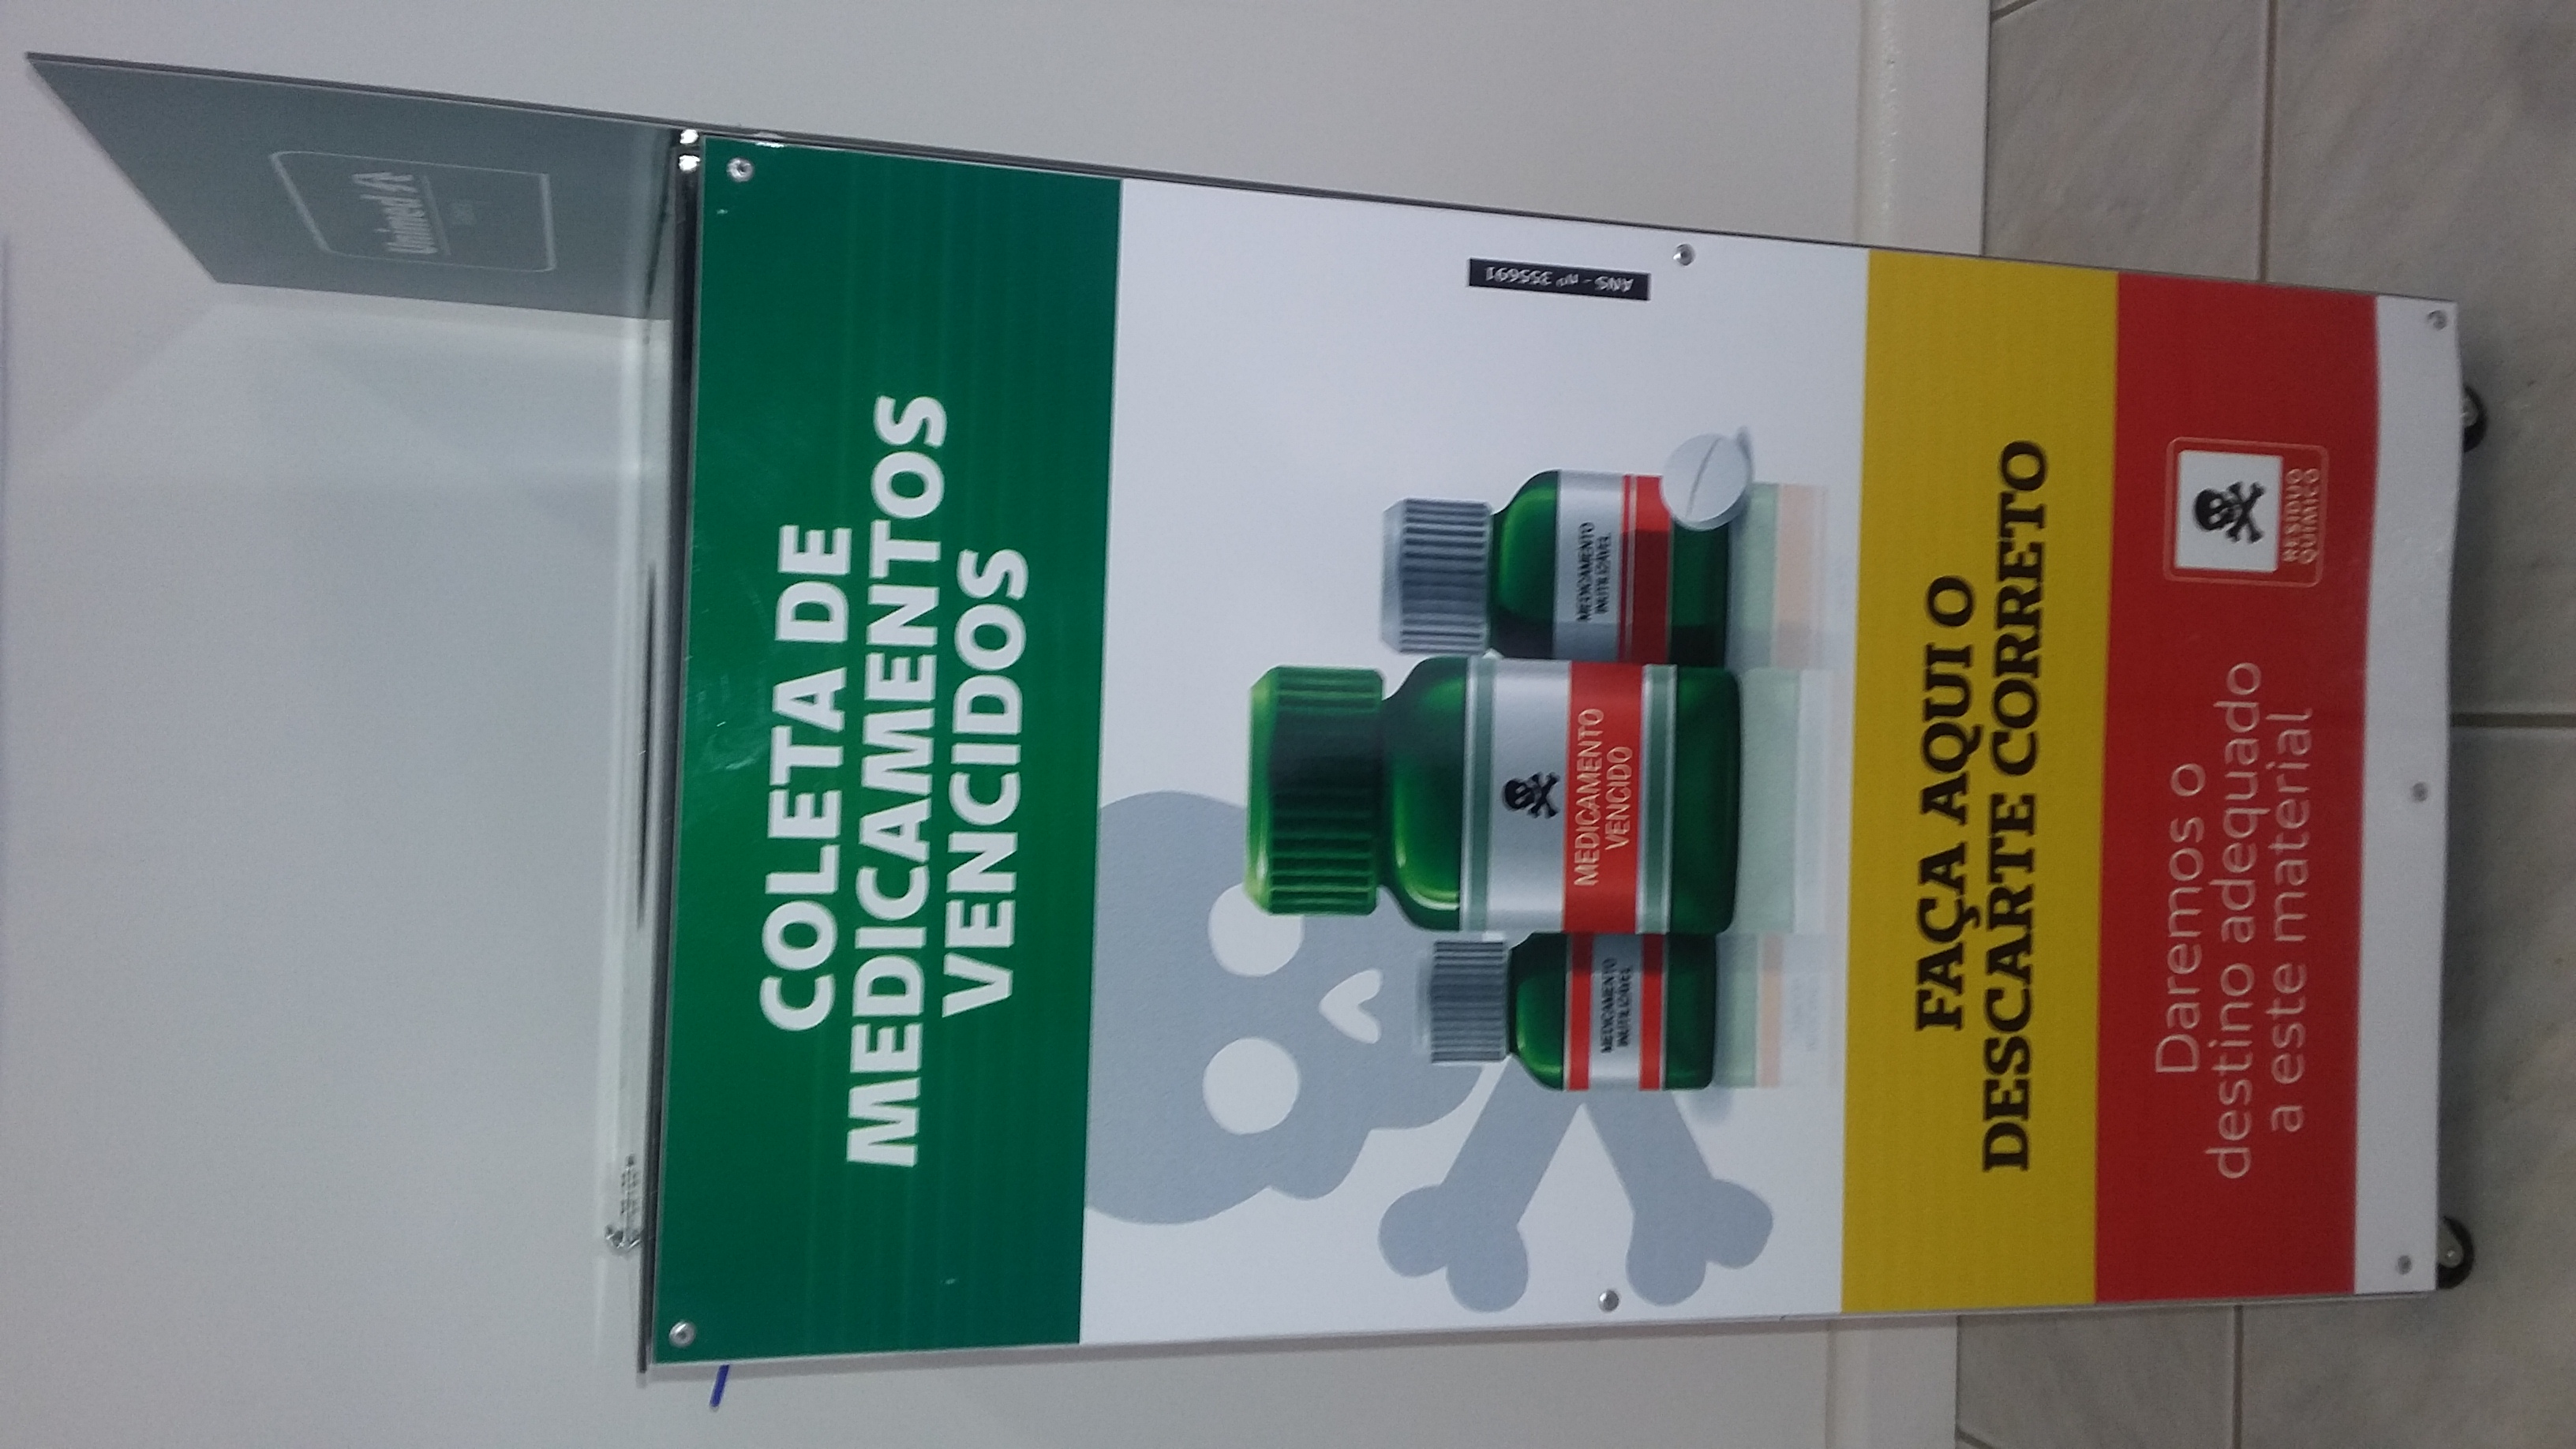 Unimed
COLETA DE
MEDICAMENTOS
VENCIDOS
ANS - nº 355691
MEDICAMENTO
INUTILIZÁVEL
MEDICAMENTO
VENCIDO
MEDICAMENTO
INUTILIZÁVEL
FAÇA AQUI O
DESCARTE CORRETO
Daremos o
destino adequado
a este material
RESÍDUO
QUÍMICO